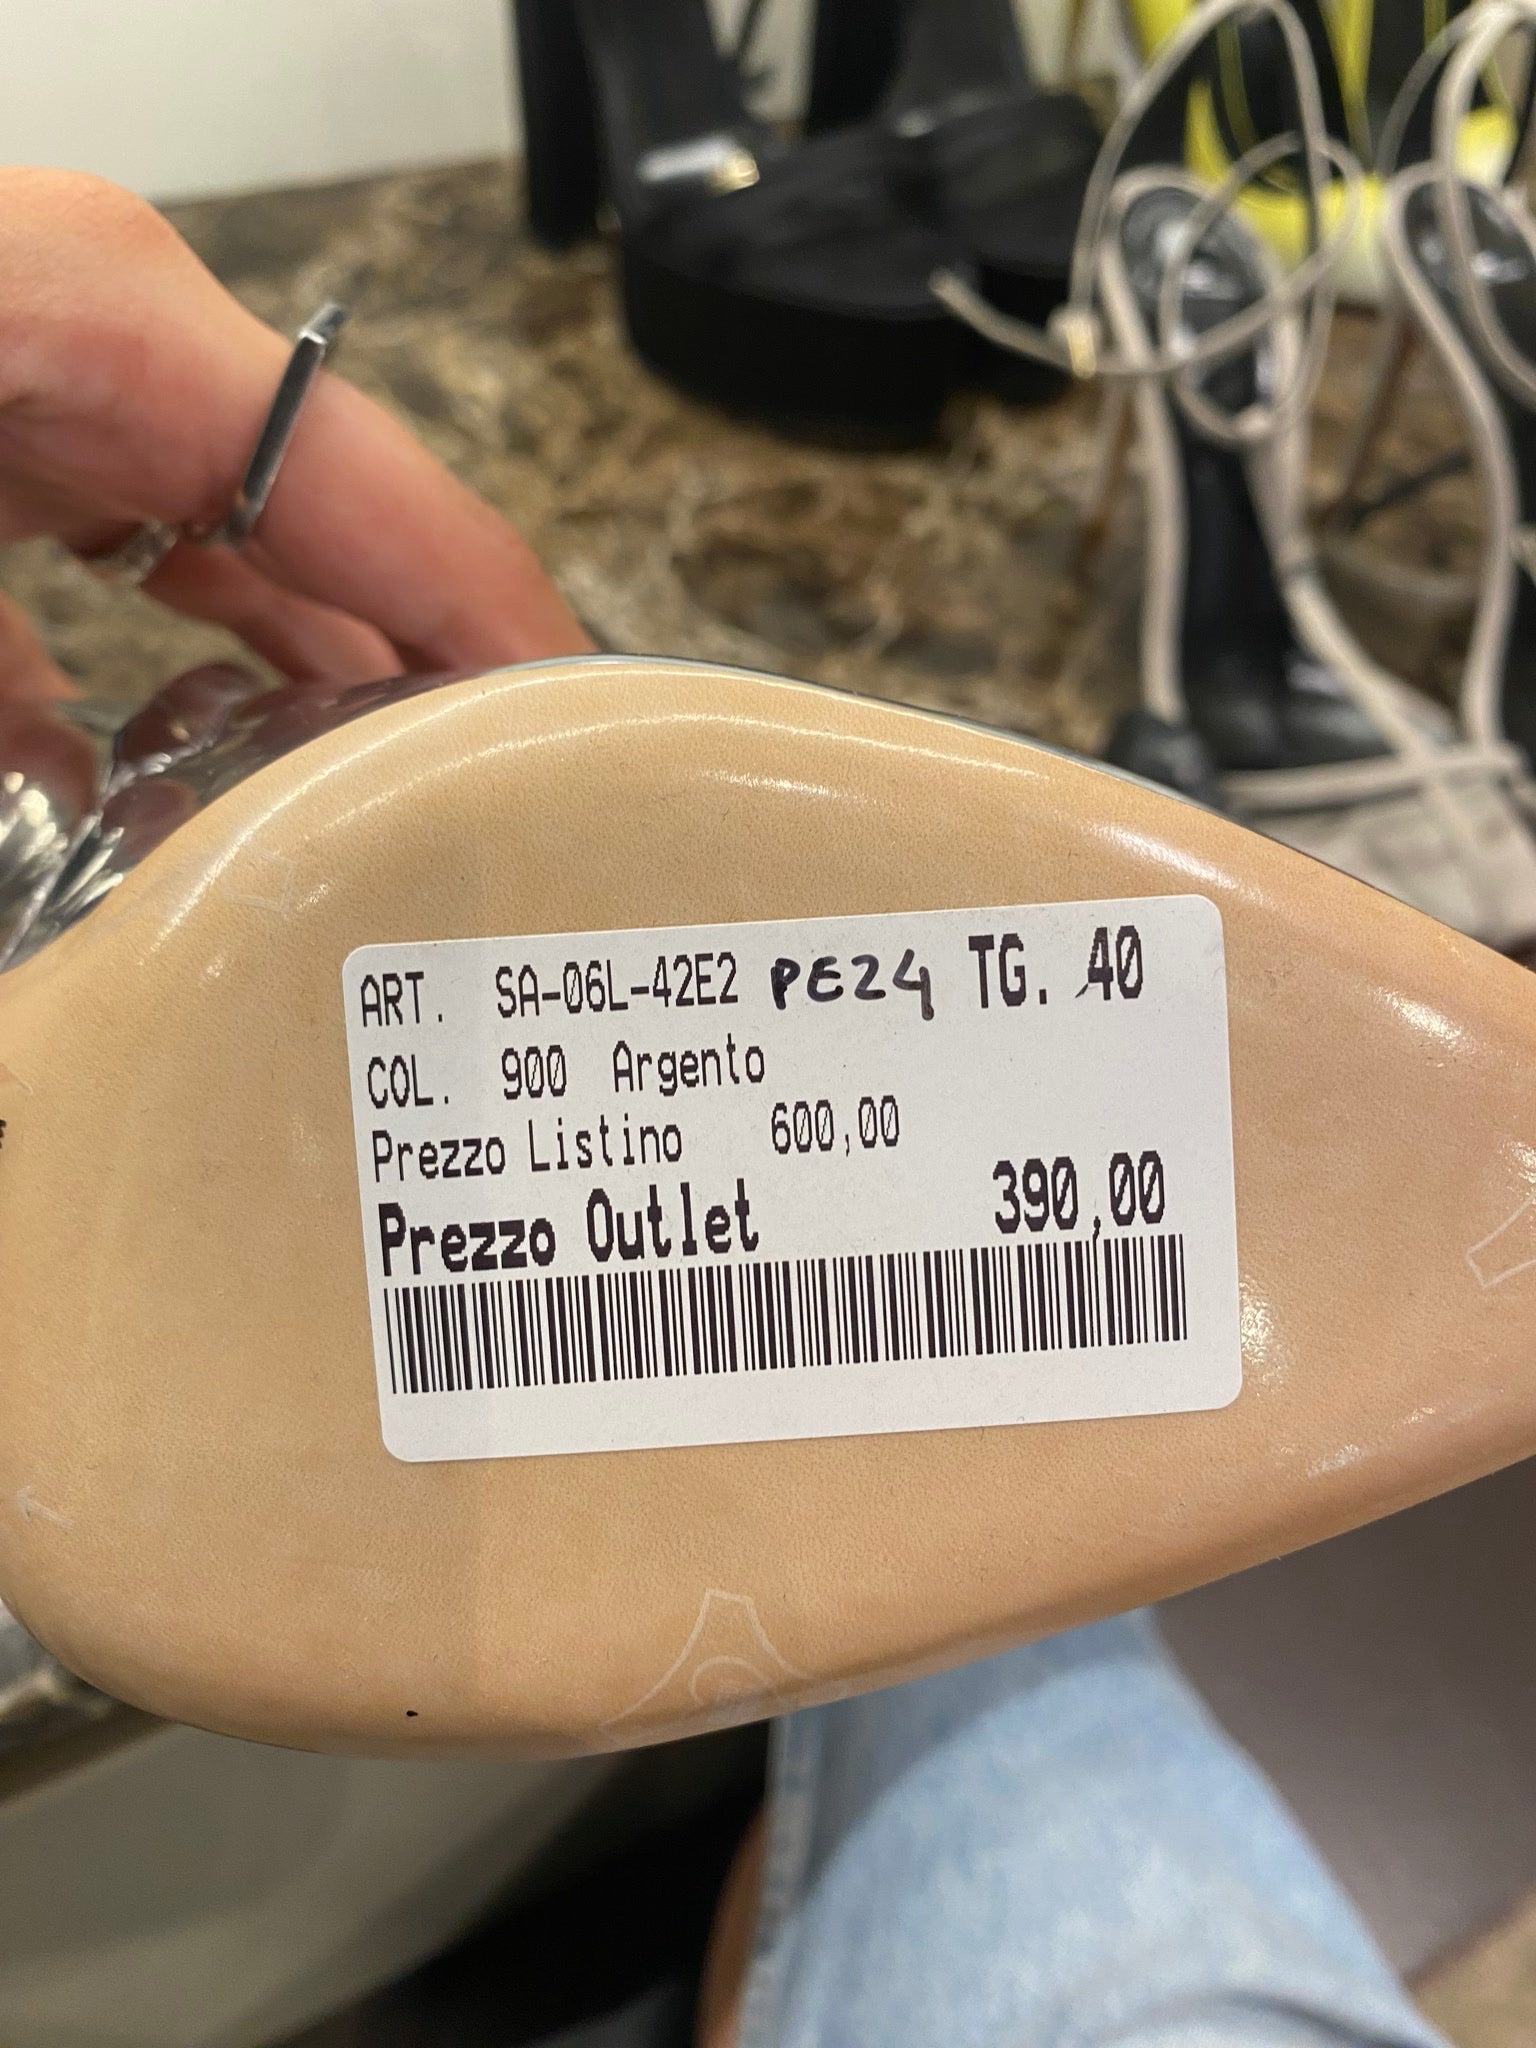 ART. SA-06L-42E2 PE24 TG. 40
COL. 900 Argento
Prezzo Listino 600,00
Prezzo Outlet 390,00